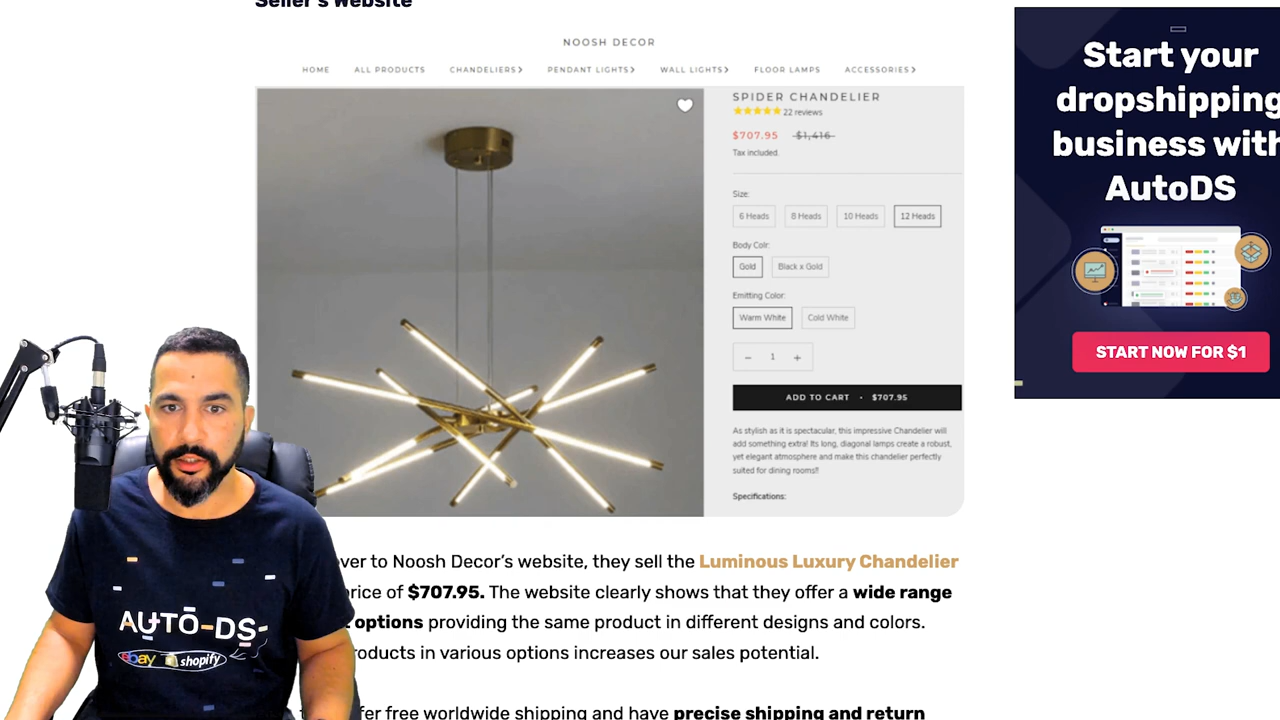 Seller's Website
NOOSH DECOR
HOME ALL PRODUCTS CHANDELIERS PENDANT LIGHTS WALL LIGHTS FLOOR LAMPS ACCESSORIES
SPIDER CHANDELIER
22 reviews
$707.95 $1,416
Tax included.
Size:
6 Heads 8 Heads 10 Heads 12 Heads
Body Colr:
Gold Black x Gold
Emitting Color:
Warm White Cold White
− 1 +
ADD TO CART • $707.95
As stylish as it is spectacular, this impressive Chandelier will
add something extra! Its long, diagonal lamps create a robust,
yet elegant atmosphere and make this chandelier perfectly
suited for dining rooms!!
Specifications:
over to Noosh Decor's website, they sell the Luminous Luxury Chandelier
price of $707.95. The website clearly shows that they offer a wide range
options providing the same product in different designs and colors.
products in various options increases our sales potential.
fer free worldwide shipping and have precise shipping and return
Start your
dropshipping
business with
AutoDS
START NOW FOR $1
AUTO-DS
ebay shopify